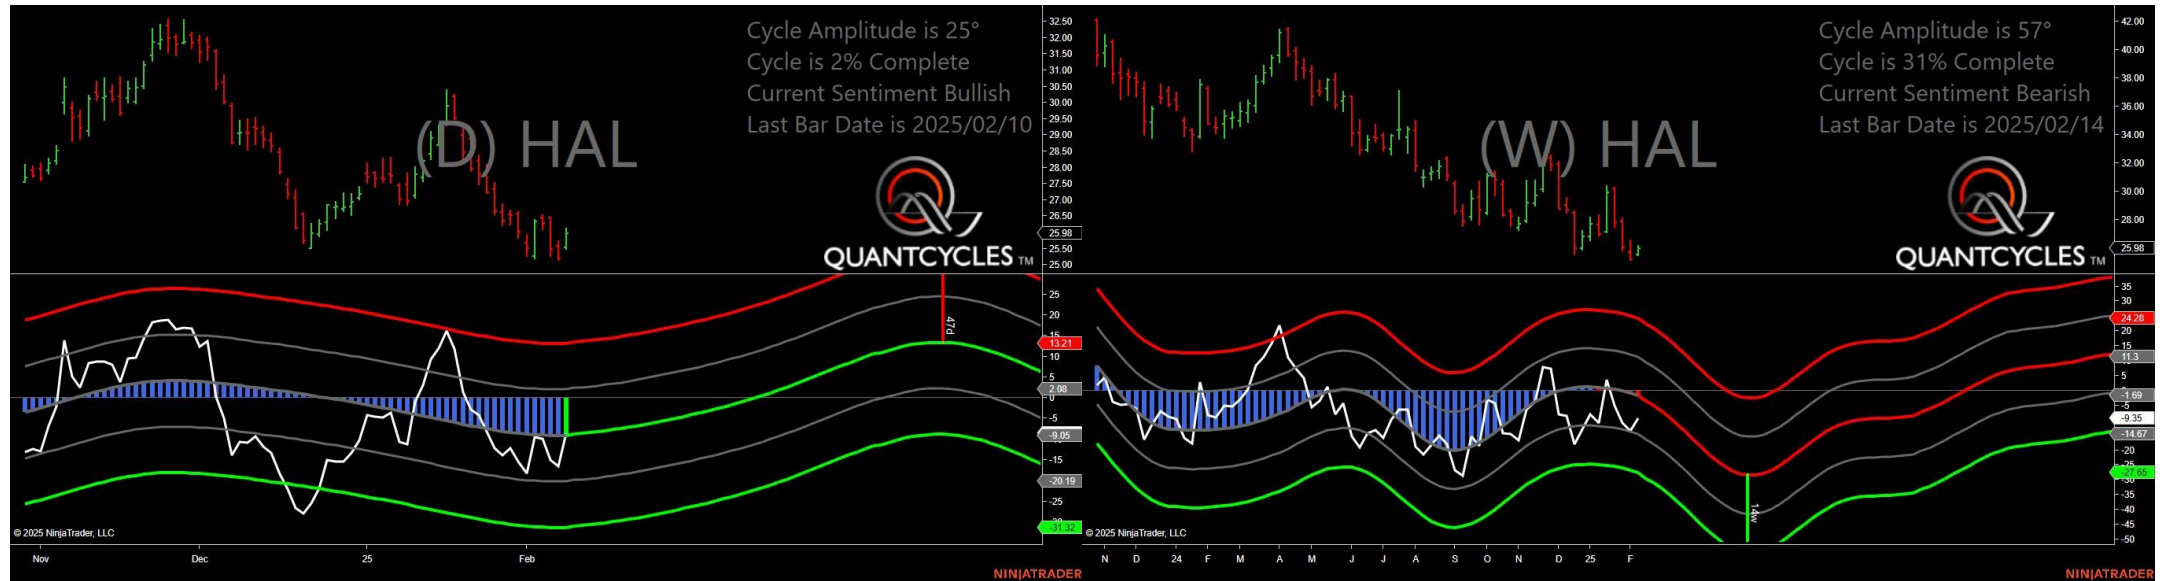 Cycle Amplitude is 25°
Cycle is 2% Complete
Current Sentiment Bullish
Last Bar Date is 2025/02/10
(D) HAL
QUANTCYCLES TM
32.50
32.00
31.50
31.00
30.50
30.00
29.50
29.00
28.50
28.00
27.50
27.00
26.50
25.98
25.50
25.00
47d
25
20
15
13.21
10
5
2.08
0
-5
-9.05
-15
-20.19
-25
-31.32
© 2025 NinjaTrader, LLC
Nov Dec 25 Feb
NINJATRADER
Cycle Amplitude is 57°
Cycle is 31% Complete
Current Sentiment Bearish
Last Bar Date is 2025/02/14
(W) HAL
QUANTCYCLES TM
42.00
40.00
38.00
36.00
34.00
32.00
30.00
28.00
25.98
14w
35
30
24.28
20
15
11.3
5
-1.69
-5
-9.35
-14.67
-20
-27.65
-30
-35
-40
-45
-50
© 2025 NinjaTrader, LLC
N D 24 F M A M J J A S O N D 25 F
NINJATRADER